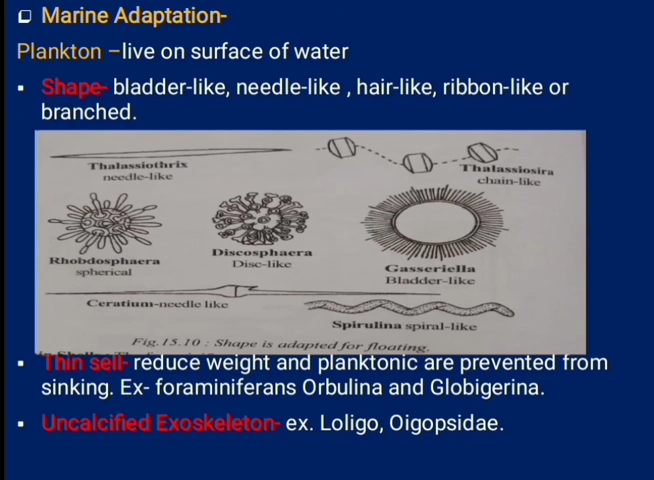 Marine Adaptation-
Plankton –live on surface of water
Shape- bladder-like, needle-like , hair-like, ribbon-like or
branched.
Thalassiothrix
needle-like
Thalassiosira
chain-like
Rhobdosphaera
spherical
Discosphaera
Disc-like
Gasseriella
Bladder-like
Ceratium-needle like
Spirulina spiral-like
Fig. 15.10 : Shape is adapted for floating.
Thin sell- reduce weight and planktonic are prevented from
sinking. Ex- foraminiferans Orbulina and Globigerina.
Uncalcified Exoskeleton- ex. Loligo, Oigopsidae.